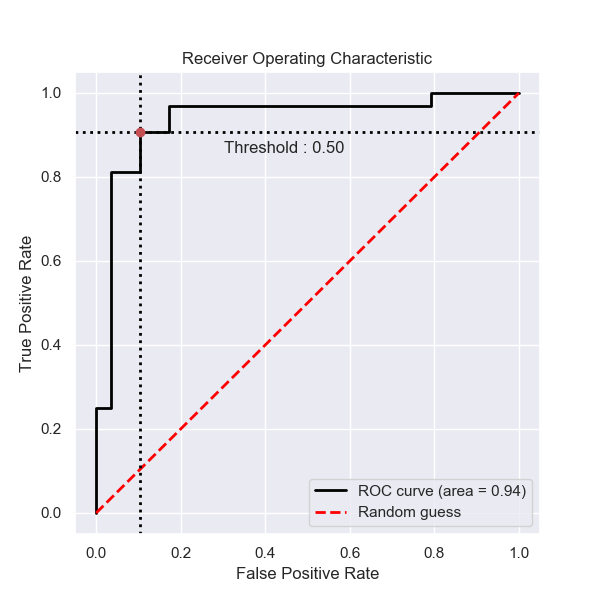 Receiver Operating Characteristic
True Positive Rate
1.0
0.8
0.6
0.4
0.2
0.0
Threshold : 0.50
ROC curve (area = 0.94)
Random guess
0.0 0.2 0.4 0.6 0.8 1.0
False Positive Rate